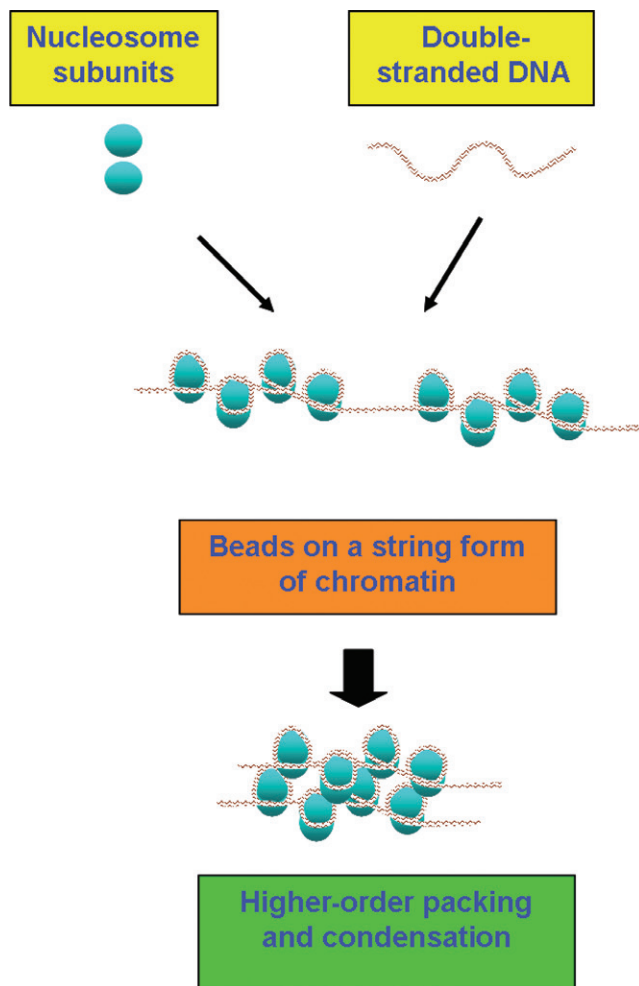 Nucleosome
subunits
Double-
stranded DNA
Beads on a string form
of chromatin
Higher-order packing
and condensation